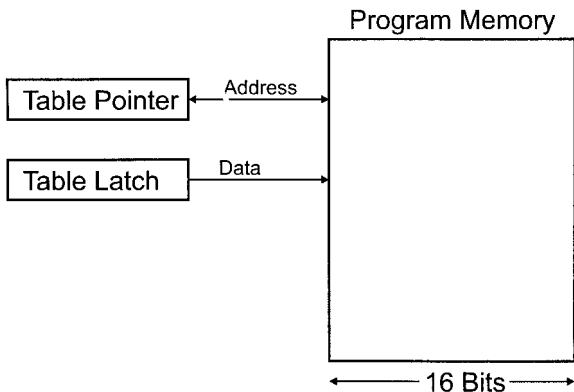 Program Memory
Table Pointer
Address
Table Latch
Data
16 Bits